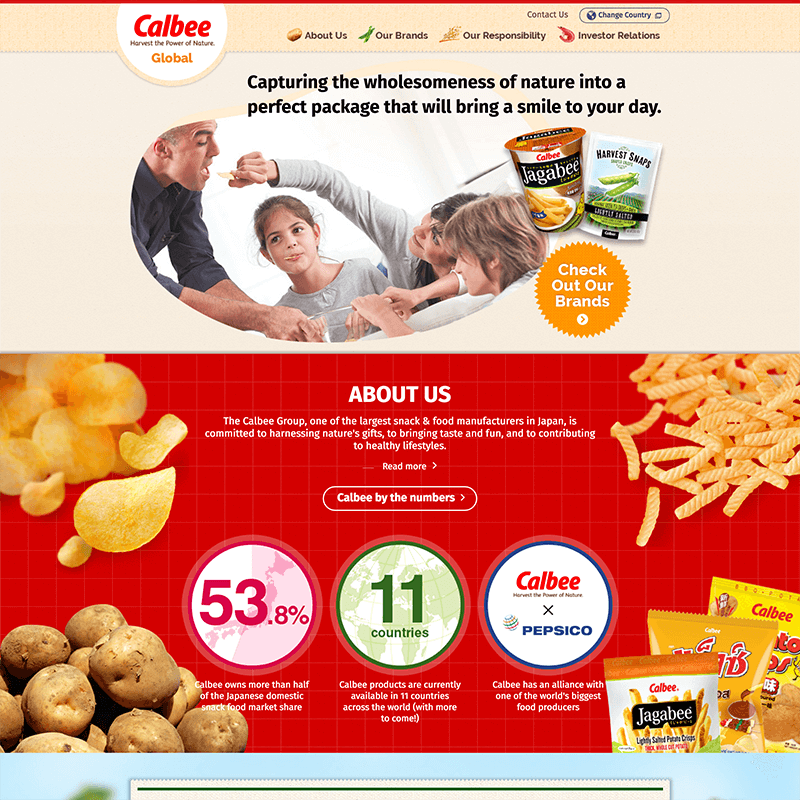 Contact Us
Change Country
Calbee
Harvest the Power of Nature.
Global
About Us
Our Brands
Our Responsibility
Investor Relations
Capturing the wholesomeness of nature into a
perfect package that will bring a smile to your day.
Calbee
Jagabee
HARVEST SNAPS
LIGHTLY SALTED
Calbee
Check
Out Our
Brands
ABOUT US
The Calbee Group, one of the largest snack & food manufacturers in Japan, is
committed to harnessing nature's gifts, to bringing taste and fun, and to contributing
to healthy lifestyles.
Read more
Calbee by the numbers
53.8%
11
countries
Calbee
Harvest the Power of Nature.
×
PEPSICO
Calbee owns more than half
of the Japanese domestic
snack food market share
Calbee products are currently
available in 11 countries
across the world (with more
to come!)
Calbee has an alliance with
one of the world's biggest
food producers
Calbee
Calbee
味
Calbee
Jagabee
Lightly Salted Potato Crisps
THICK, WHOLE CUT POTATO